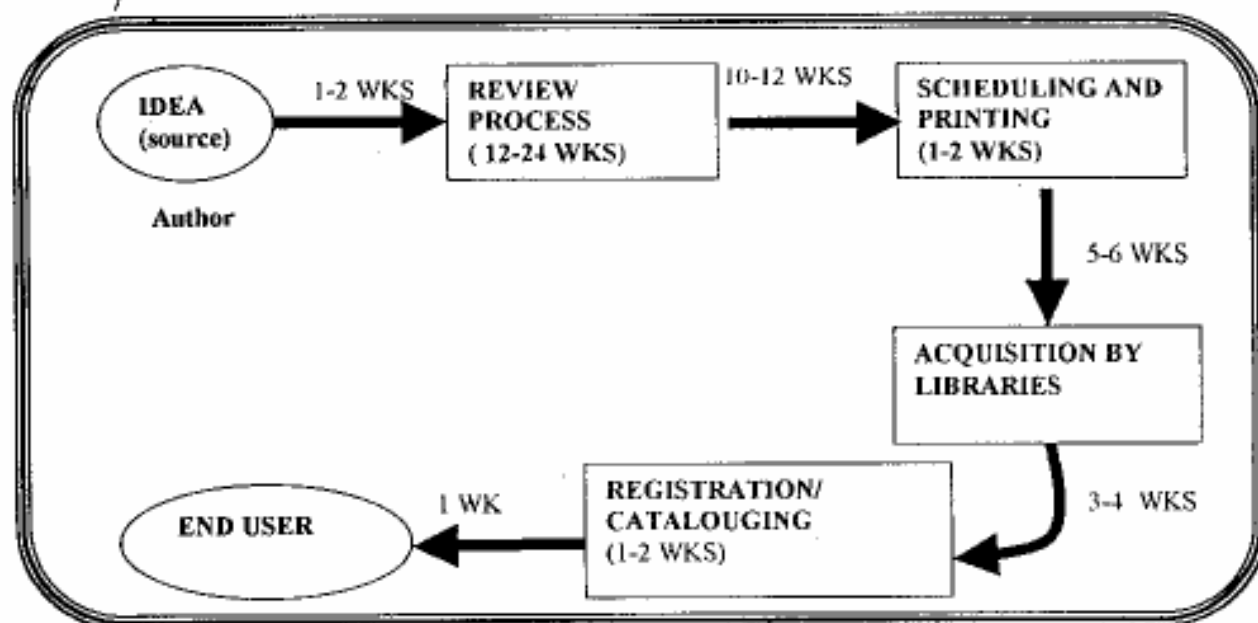 IDEA
(source)
Author
1-2 WKS
REVIEW
PROCESS
( 12-24 WKS)
10-12 WKS
SCHEDULING AND
PRINTING
(1-2 WKS)
5-6 WKS
ACQUISITION BY
LIBRARIES
3-4 WKS
REGISTRATION/
CATALOUGING
(1-2 WKS)
1 WK
END USER